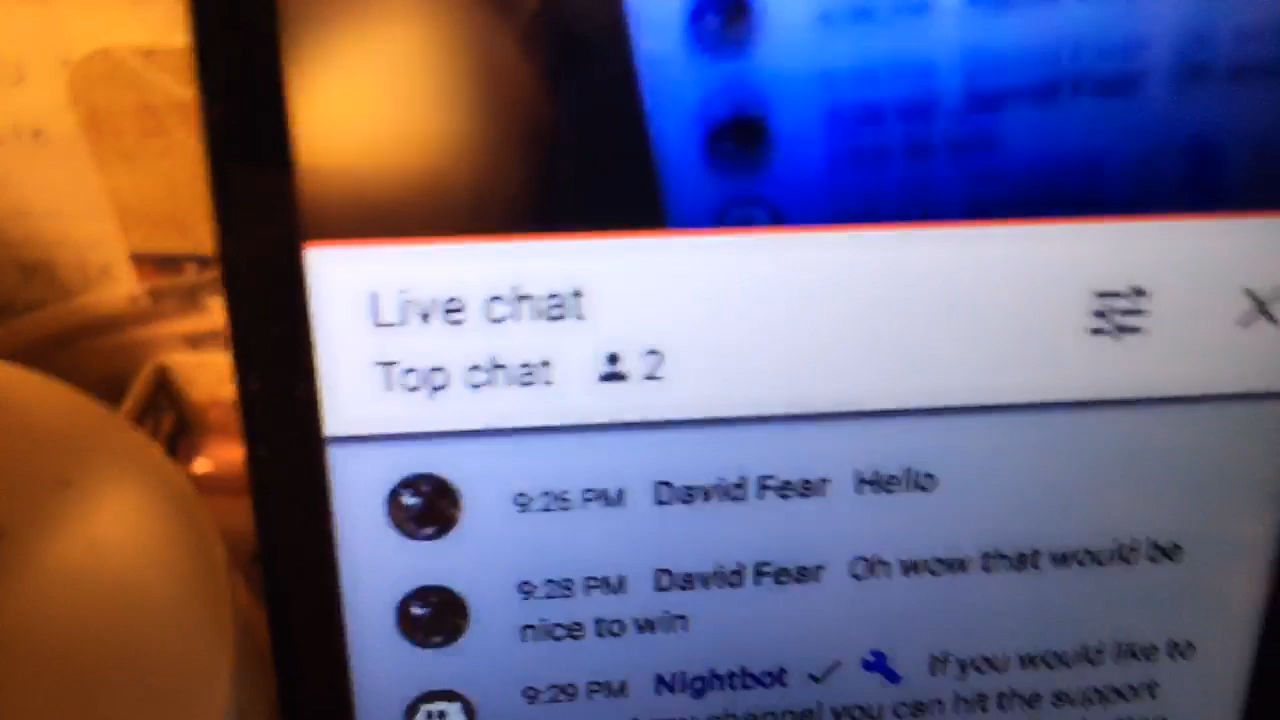 Live chat
Top chat 2
9:26 PM David Fear Hello
9:28 PM David Fear Oh wow that would be
nice to win
9:29 PM Nightbot If you would like to
my channel you can hit the support